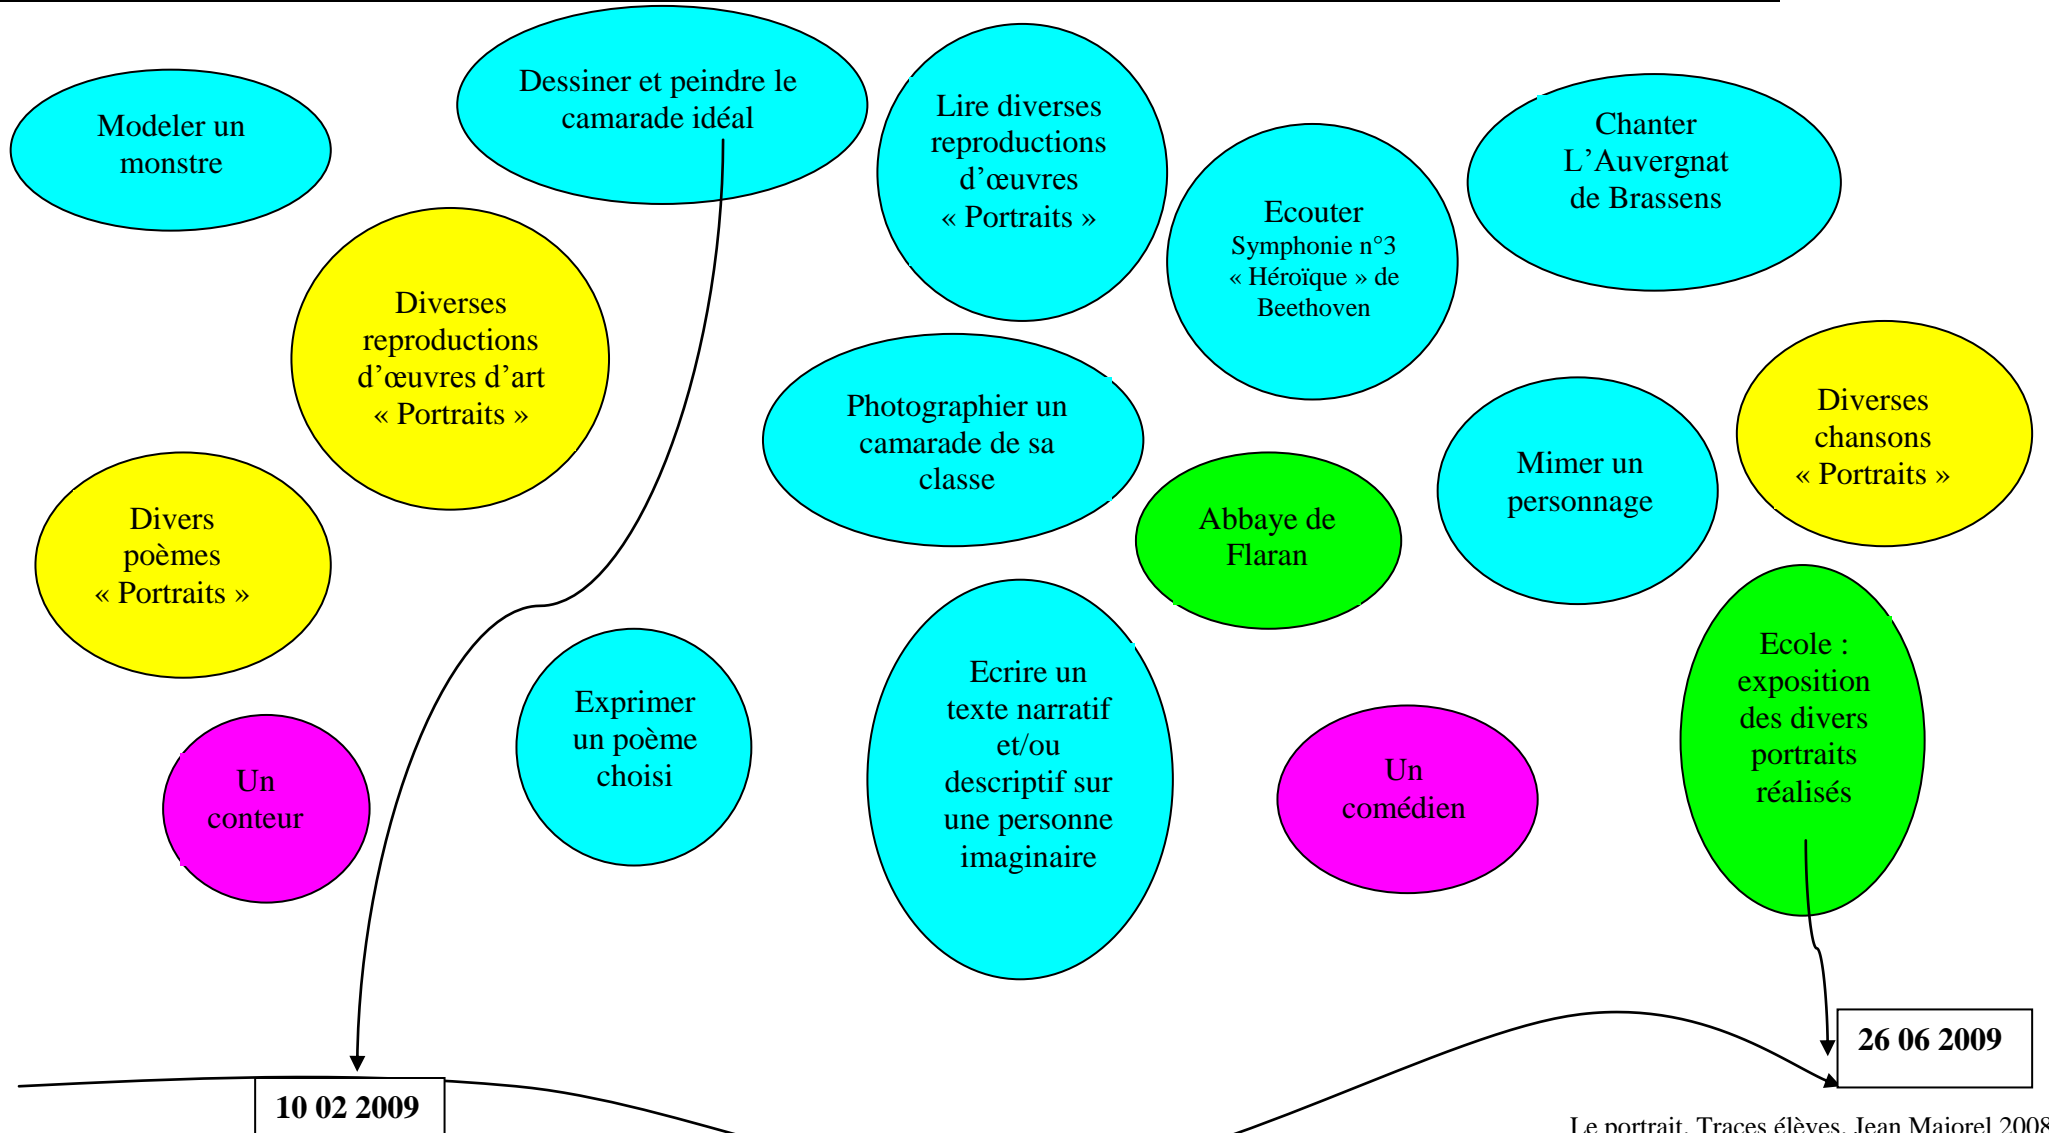 Modeler un
monstre
Dessiner et peindre le
camarade idéal
Lire diverses
reproductions
d’œuvres
« Portraits »
Ecouter
Symphonie n°3
« Héroïque » de
Beethoven
Chanter
L’Auvergnat
de Brassens
Diverses
reproductions
d’œuvres d’art
« Portraits »
Photographier un
camarade de sa
classe
Diverses
chansons
« Portraits »
Mimer un
personnage
Divers
poèmes
« Portraits »
Abbaye de
Flaran
Ecole :
exposition
des divers
portraits
réalisés
Exprimer
un poème
choisi
Ecrire un
texte narratif
et/ou
descriptif sur
une personne
imaginaire
Un
conteur
Un
comédien
26 06 2009
10 02 2009
Le portrait. Traces élèves. Jean Majorel 2008